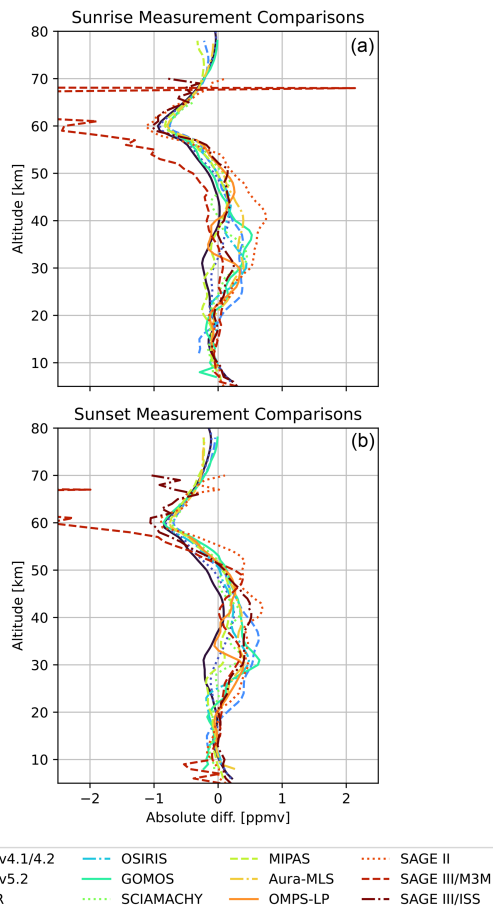 Sunrise Measurement Comparisons
(a)
80
70
60
50
40
30
20
10
Altitude [km]
Sunset Measurement Comparisons
(b)
80
70
60
50
40
30
20
10
Altitude [km]
−2 −1 0 1 2
Absolute diff. [ppmv]
v4.1/4.2 OSIRIS MIPAS SAGE II
v5.2 GOMOS Aura-MLS SAGE III/M3M
R SCIAMACHY OMPS-LP SAGE III/ISS